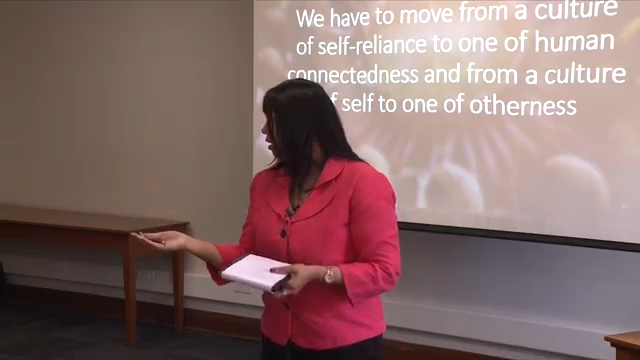 We have to move from a culture
of self-reliance to one of human
connectedness and from a culture
self to one of otherness